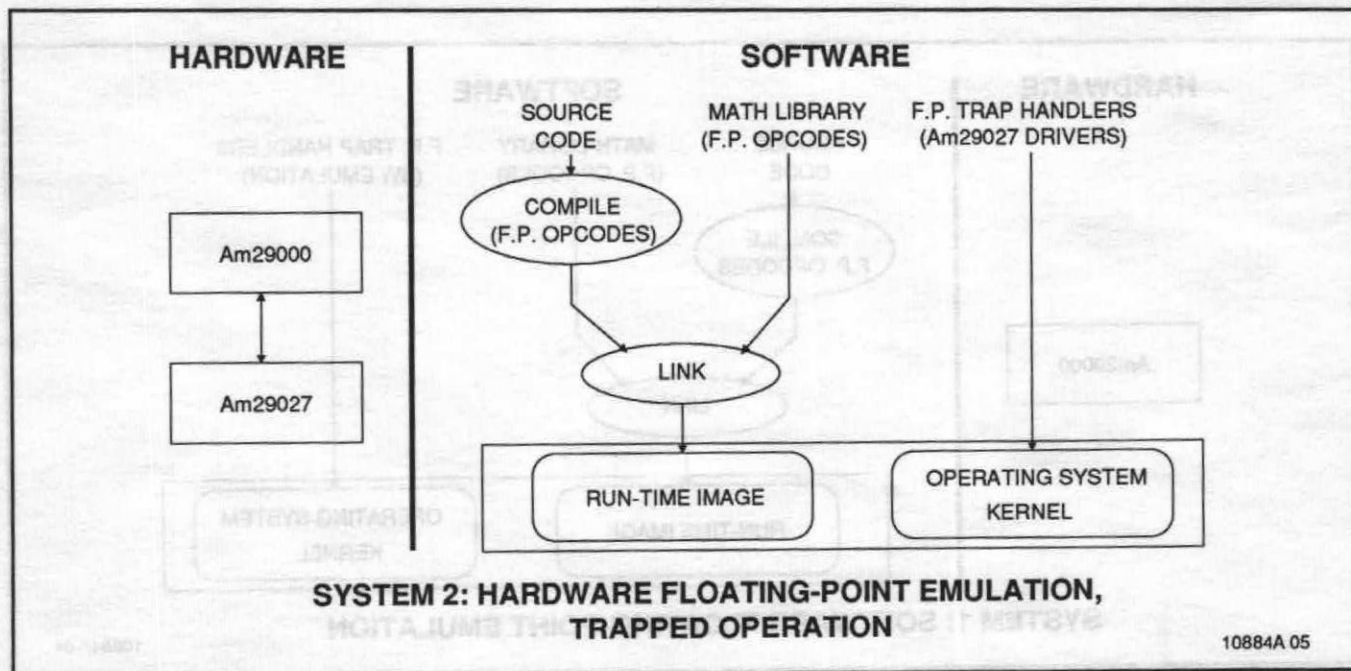 HARDWARE
SOFTWARE
SOURCE
CODE
MATH LIBRARY
(F.P. OPCODES)
F.P. TRAP HANDLERS
(Am29027 DRIVERS)
COMPILE
(F.P. OPCODES)
Am29000
Am29027
LINK
RUN-TIME IMAGE
OPERATING SYSTEM
KERNEL
SYSTEM 2: HARDWARE FLOATING-POINT EMULATION,
TRAPPED OPERATION
10884A 05